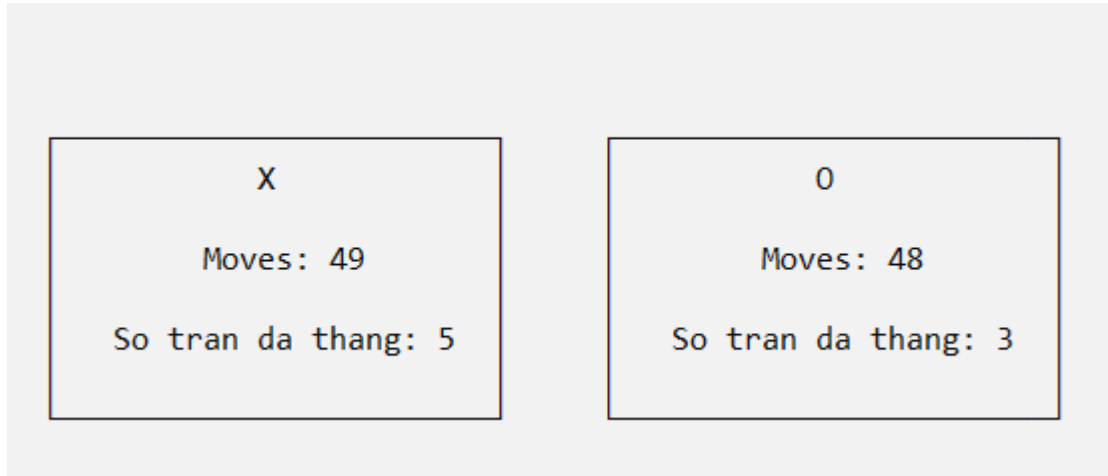 X
Moves: 49
So tran da thang: 5
O
Moves: 48
So tran da thang: 3